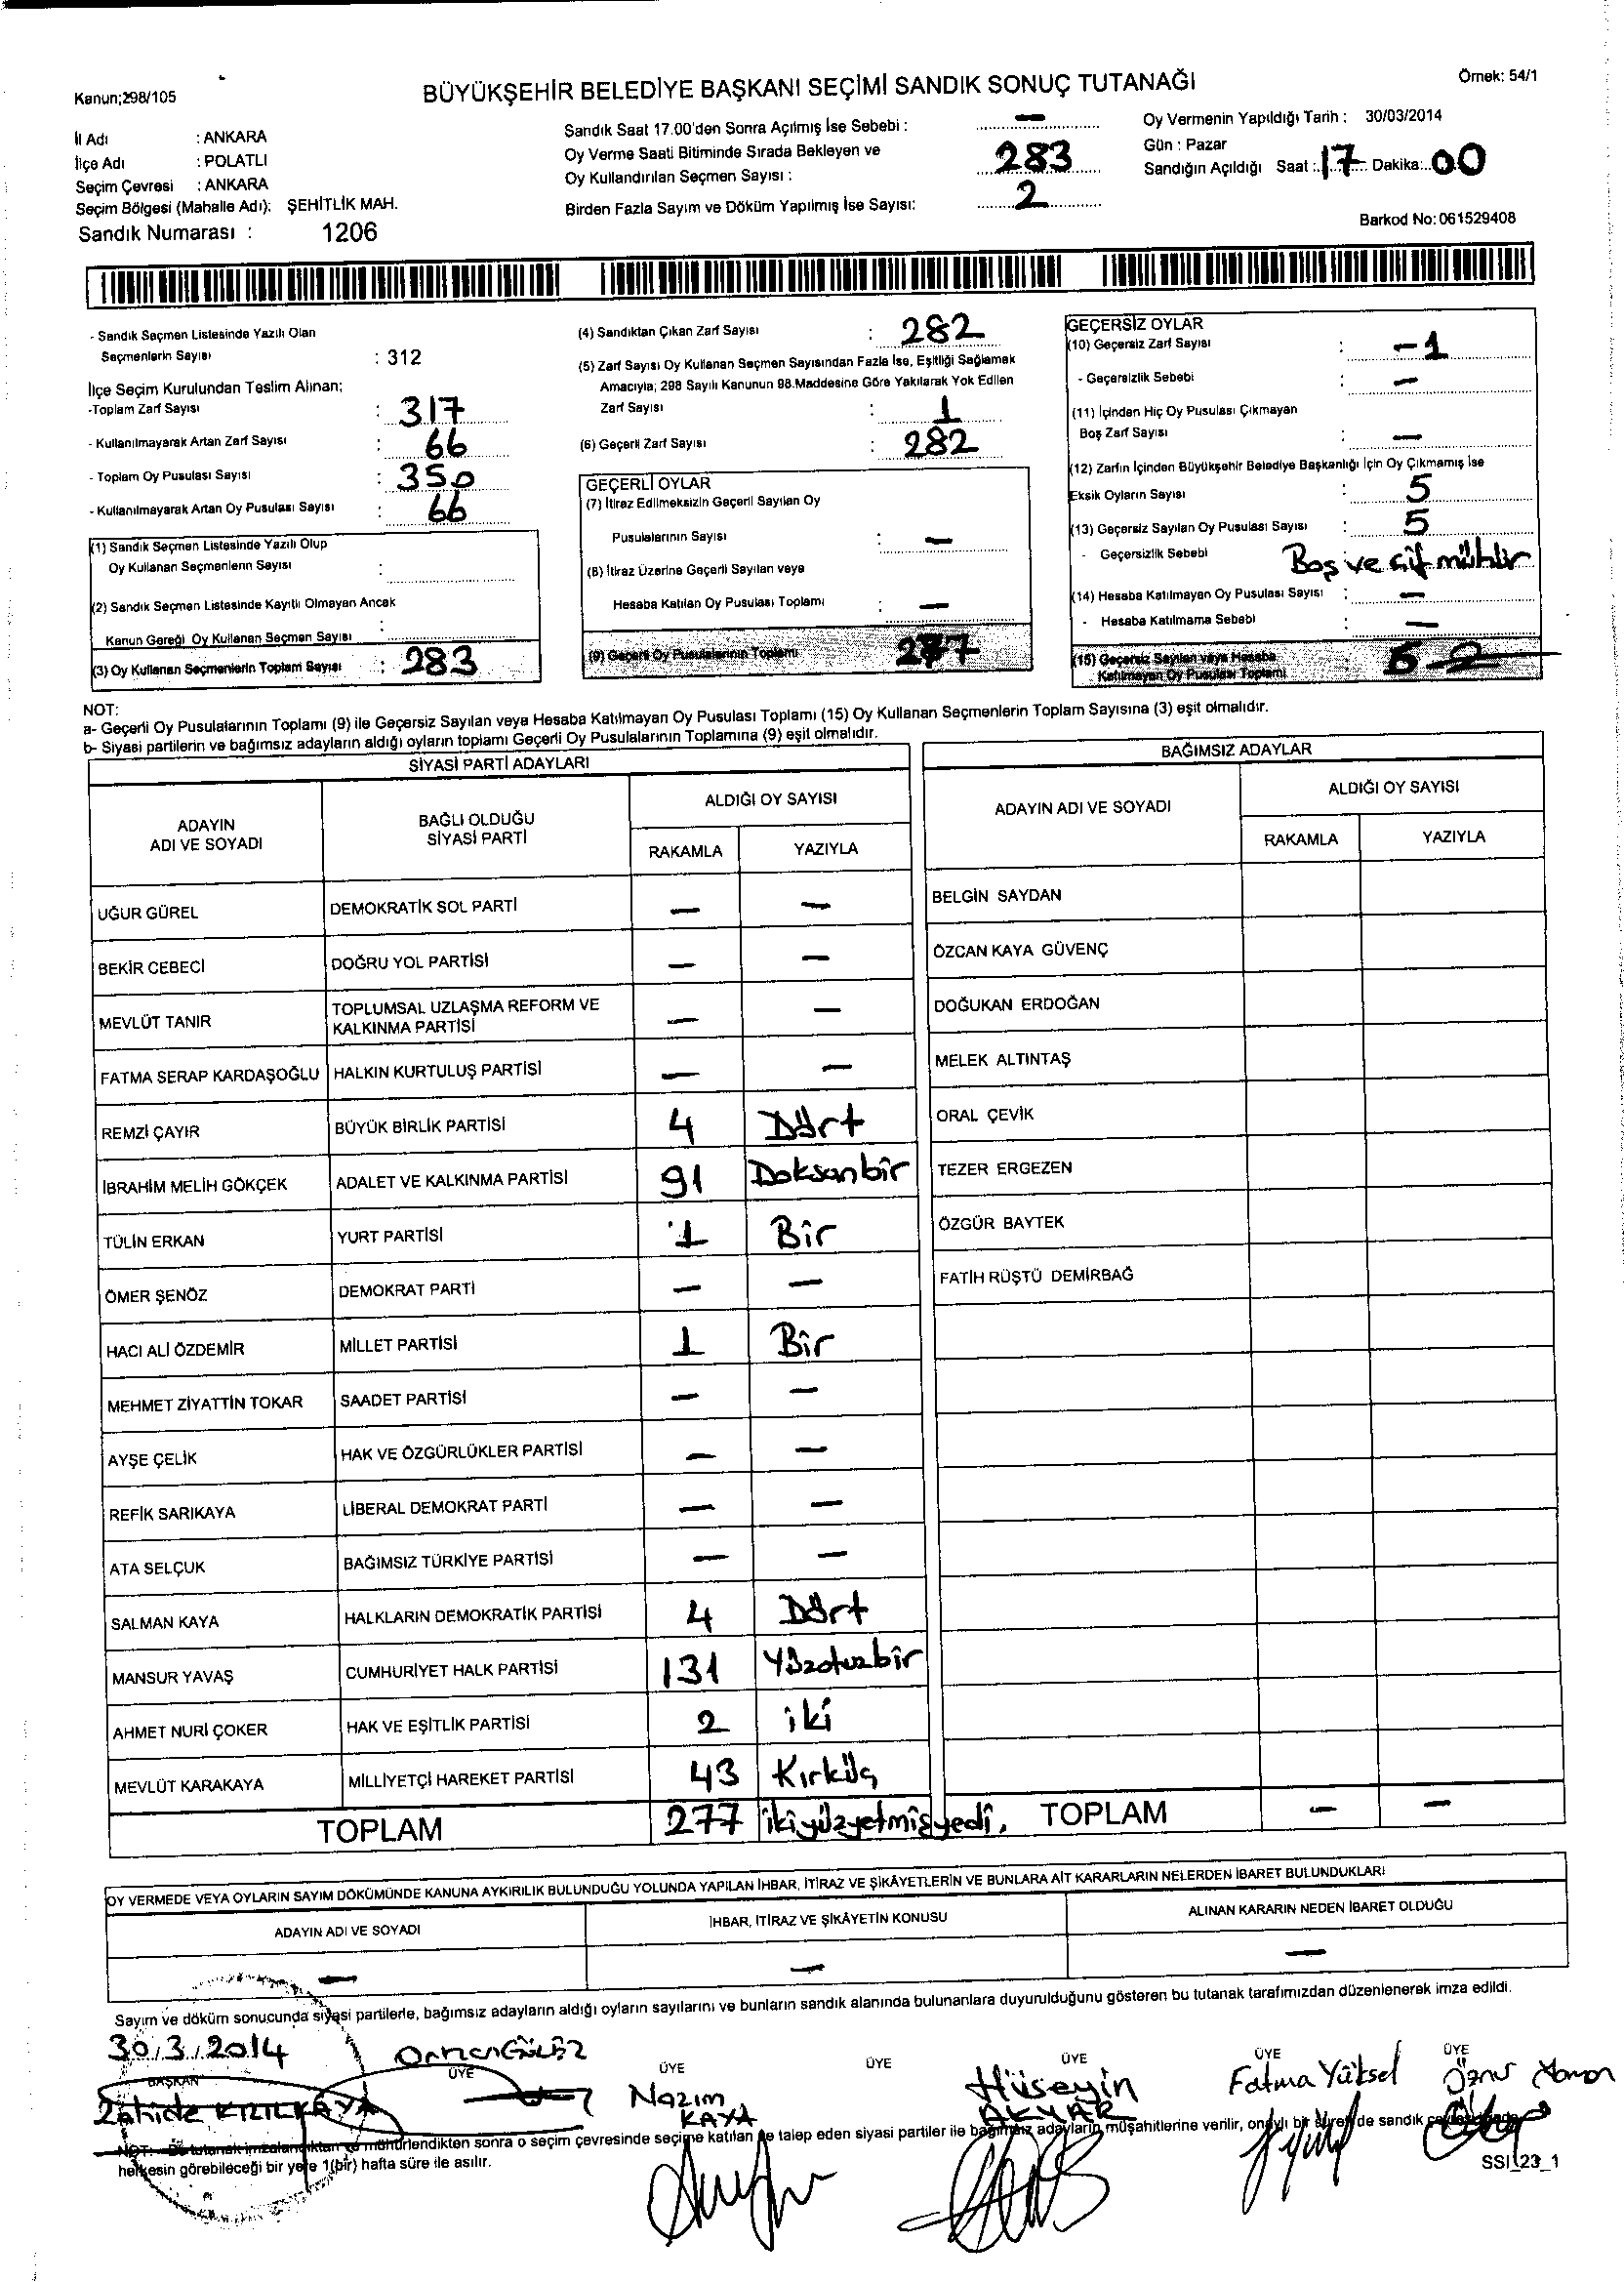 Kanun;298/105
BÜYÜKŞEHİR BELEDİYE BAŞKANI SEÇİMİ SANDIK SONUÇ TUTANAĞI
Örnek: 54/1
İl Adı : ANKARA
İlçe Adı : POLATLI
Seçim Çevresi : ANKARA
Seçim Bölgesi (Mahalle Adı): ŞEHİTLİK MAH.
Sandık Numarası : 1206
Sandık Saat 17.00'den Sonra Açılmış İse Sebebi : —
Oy Verme Saati Bitiminde Sırada Bekleyen ve
Oy Kullandırılan Seçmen Sayısı : 283
Birden Fazla Sayım ve Döküm Yapılmış İse Sayısı: 2
Oy Vermenin Yapıldığı Tarih : 30/03/2014
Gün : Pazar
Sandığın Açıldığı Saat : 17 Dakika: 00
Barkod No: 061529408
- Sandık Seçmen Listesinde Yazılı Olan
Seçmenlerin Sayısı : 312
İlçe Seçim Kurulundan Teslim Alınan;
-Toplam Zarf Sayısı : 317
- Kullanılmayarak Artan Zarf Sayısı : 66
- Toplam Oy Pusulası Sayısı : 350
- Kullanılmayarak Artan Oy Pusulası Sayısı : 66
(1) Sandık Seçmen Listesinde Yazılı Olup
Oy Kullanan Seçmenlerin Sayısı :
(2) Sandık Seçmen Listesinde Kayıtlı Olmayan Ancak
Kanun Gereği Oy Kullanan Seçmen Sayısı :
(3) Oy Kullanan Seçmenlerin Toplam Sayısı : 283
(4) Sandıktan Çıkan Zarf Sayısı : 282
(5) Zarf Sayısı Oy Kullanan Seçmen Sayısından Fazla İse, Eşitliği Sağlamak
Amacıyla; 298 Sayılı Kanunun 98.Maddesine Göre Yakılarak Yok Edilen
Zarf Sayısı : 1
(6) Geçerli Zarf Sayısı : 282
GEÇERLİ OYLAR
(7) İtiraz Edilmeksizin Geçerli Sayılan Oy
Pusulalarının Sayısı : —
(8) İtiraz Üzerine Geçerli Sayılan veya
Hesaba Katılan Oy Pusulası Toplamı : —
(9) Geçerli Oy Pusulalarının Toplamı 277
GEÇERSİZ OYLAR
(10) Geçersiz Zarf Sayısı : -1
- Geçersizlik Sebebi : —
(11) İçinden Hiç Oy Pusulası Çıkmayan
Boş Zarf Sayısı : —
(12) Zarfın İçinden Büyükşehir Belediye Başkanlığı İçin Oy Çıkmamış İse
Eksik Oyların Sayısı : 5
(13) Geçersiz Sayılan Oy Pusulası Sayısı : 5
- Geçersizlik Sebebi Boş ve çift mühür
(14) Hesaba Katılmayan Oy Pusulası Sayısı : —
- Hesaba Katılmama Sebebi : —
(15) Geçersiz Sayılan veya Hesaba
Katılmayan Oy Pusulası Toplamı
NOT:
a- Geçerli Oy Pusulalarının Toplamı (9) ile Geçersiz Sayılan veya Hesaba Katılmayan Oy Pusulası Toplamı (15) Oy Kullanan Seçmenlerin Toplam Sayısına (3) eşit olmalıdır.
b- Siyasi partilerin ve bağımsız adayların aldığı oyların toplamı Geçerli Oy Pusulalarının Toplamına (9) eşit olmalıdır.
SİYASİ PARTİ ADAYLARI
ADAYIN ADI VE SOYADI
BAĞLI OLDUĞU SİYASİ PARTİ
ALDIĞI OY SAYISI
RAKAMLA YAZIYLA
UĞUR GÜREL DEMOKRATİK SOL PARTİ — —
BEKİR CEBECİ DOĞRU YOL PARTİSİ — —
MEVLÜT TANIR TOPLUMSAL UZLAŞMA REFORM VE KALKINMA PARTİSİ — —
FATMA SERAP KARDAŞOĞLU HALKIN KURTULUŞ PARTİSİ — —
REMZİ ÇAYIR BÜYÜK BİRLİK PARTİSİ 4 Dört
İBRAHİM MELİH GÖKÇEK ADALET VE KALKINMA PARTİSİ 91 Doksanbir
TÜLİN ERKAN YURT PARTİSİ 1 Bir
ÖMER ŞENÖZ DEMOKRAT PARTİ — —
HACI ALİ ÖZDEMİR MİLLET PARTİSİ 1 Bir
MEHMET ZİYATTİN TOKAR SAADET PARTİSİ — —
AYŞE ÇELİK HAK VE ÖZGÜRLÜKLER PARTİSİ — —
REFİK SARIKAYA LİBERAL DEMOKRAT PARTİ — —
ATA SELÇUK BAĞIMSIZ TÜRKİYE PARTİSİ — —
SALMAN KAYA HALKLARIN DEMOKRATİK PARTİSİ 4 Dört
MANSUR YAVAŞ CUMHURİYET HALK PARTİSİ 131 Yüzotuzbir
AHMET NURİ ÇOKER HAK VE EŞİTLİK PARTİSİ 2 iki
MEVLÜT KARAKAYA MİLLİYETÇİ HAREKET PARTİSİ 43 Kırküç
TOPLAM 277 ikiyüzyetmişyedi.
BAĞIMSIZ ADAYLAR
ADAYIN ADI VE SOYADI
ALDIĞI OY SAYISI
RAKAMLA YAZIYLA
BELGİN SAYDAN
ÖZCAN KAYA GÜVENÇ
DOĞUKAN ERDOĞAN
MELEK ALTINTAŞ
ORAL ÇEVİK
TEZER ERGEZEN
ÖZGÜR BAYTEK
FATİH RÜŞTÜ DEMİRBAĞ
TOPLAM — —
OY VERMEDE VEYA OYLARIN SAYIM DÖKÜMÜNDE KANUNA AYKIRILIK BULUNDUĞU YOLUNDA YAPILAN İHBAR, İTİRAZ VE ŞİKÂYETLERİN VE BUNLARA AİT KARARLARIN NELERDEN İBARET BULUNDUKLARI
ADAYIN ADI VE SOYADI İHBAR, İTİRAZ VE ŞİKÂYETİN KONUSU ALINAN KARARIN NEDEN İBARET OLDUĞU
— — —
Sayım ve döküm sonucunda siyasi partilerle, bağımsız adayların aldığı oyların sayılarını ve bunların sandık alanında bulunanlara duyurulduğunu gösteren bu tutanak tarafımızdan düzenlenerek imza edildi.
30/3/2014
BAŞKAN ÜYE ÜYE ÜYE ÜYE ÜYE ÜYE
Zahide KIZILKAYA
Nazım KAYA
Hüseyin AKYAR
Fatma Yüksel
NOT: Bu tutanak imzalandıktan ve mühürlendikten sonra o seçim çevresinde seçime katılan ve talep eden siyasi partiler ile bağımsız adayların müşahitlerine verilir, onaylı bir sureti de sandık çevresinde
herkesin görebileceği bir yere 1(bir) hafta süre ile asılır.
SSI_23_1